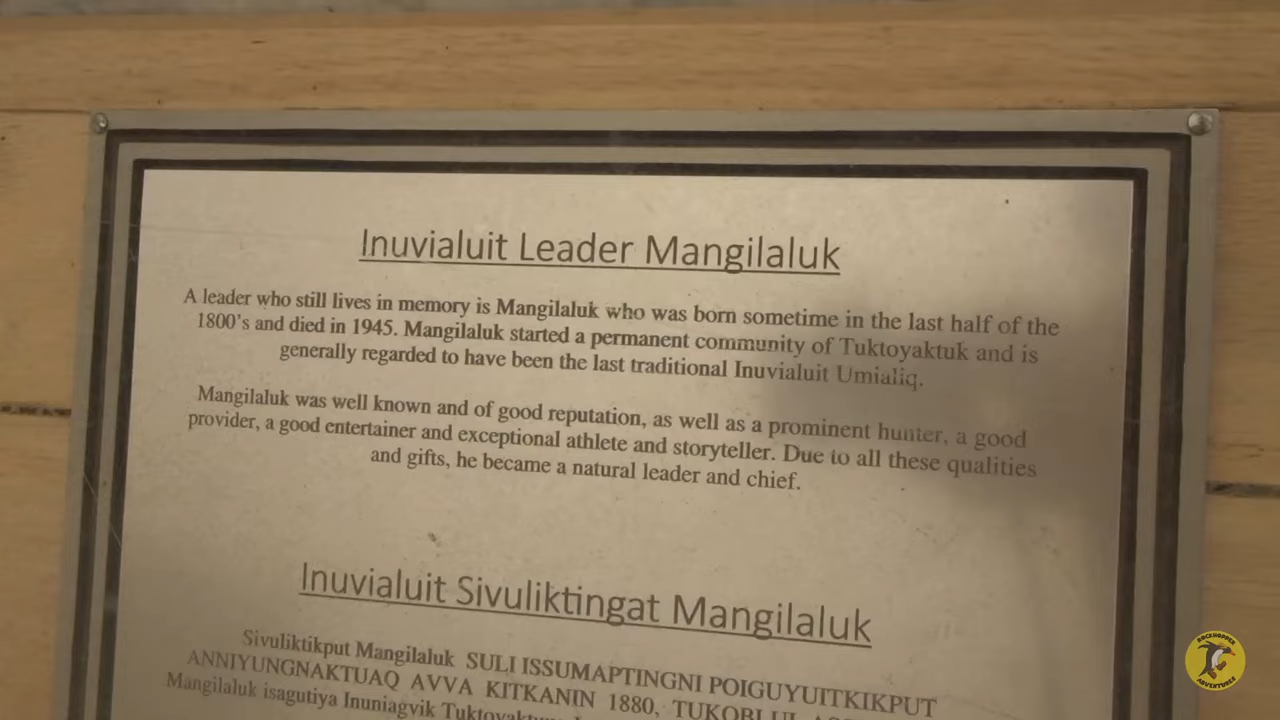 Inuvialuit Leader Mangilaluk
A leader who still lives in memory is Mangilaluk who was born sometime in the last half of the
1800's and died in 1945. Mangilaluk started a permanent community of Tuktoyaktuk and is
generally regarded to have been the last traditional Inuvialuit Umialiq.
Mangilaluk was well known and of good reputation, as well as a prominent hunter, a good
provider, a good entertainer and exceptional athlete and storyteller. Due to all these qualities
and gifts, he became a natural leader and chief.
Inuvialuit Sivuliktingat Mangilaluk
Sivuliktikput Mangilaluk SULI ISSUMAPTINGNI POIGUYUITKIKPUT
ANNIYUNGNAKTUAQ AVVA KITKANIN 1880,
Mangilaluk isagutiya Inuniagvik
ROCKHOPPER
ADVENTURES